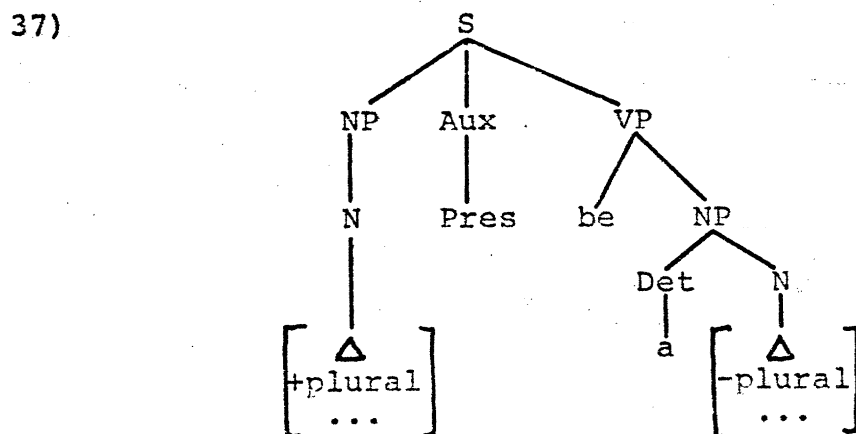 37)
S
NP Aux VP
N Pres be NP
Det N
a
+plural -plural
... ...